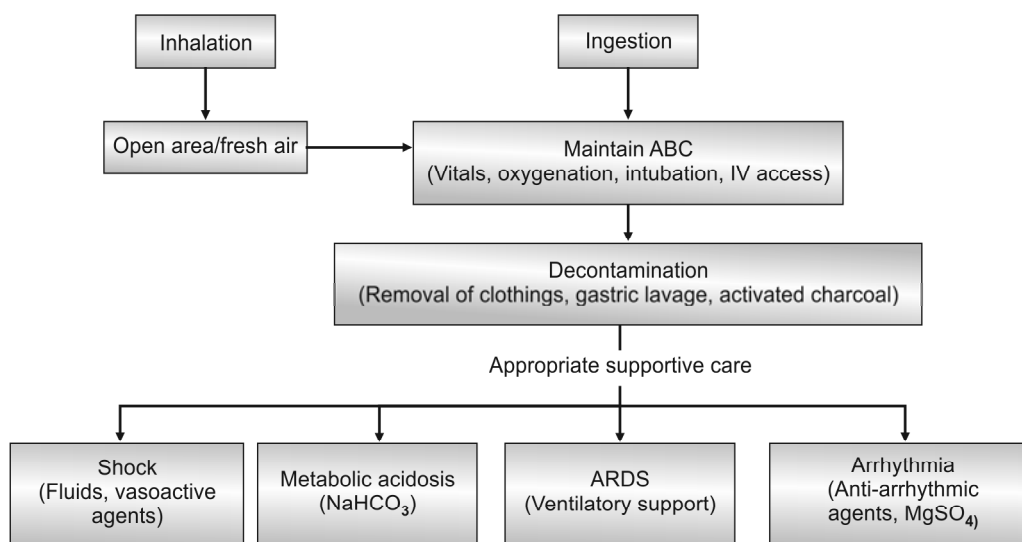 Inhalation
Ingestion
Open area/fresh air
Maintain ABC
(Vitals, oxygenation, intubation, IV access)
Decontamination
(Removal of clothings, gastric lavage, activated charcoal)
Appropriate supportive care
Shock
(Fluids, vasoactive
agents)
Metabolic acidosis
(NaHCO₃)
ARDS
(Ventilatory support)
Arrhythmia
(Anti-arrhythmic
agents, MgSO₄₎